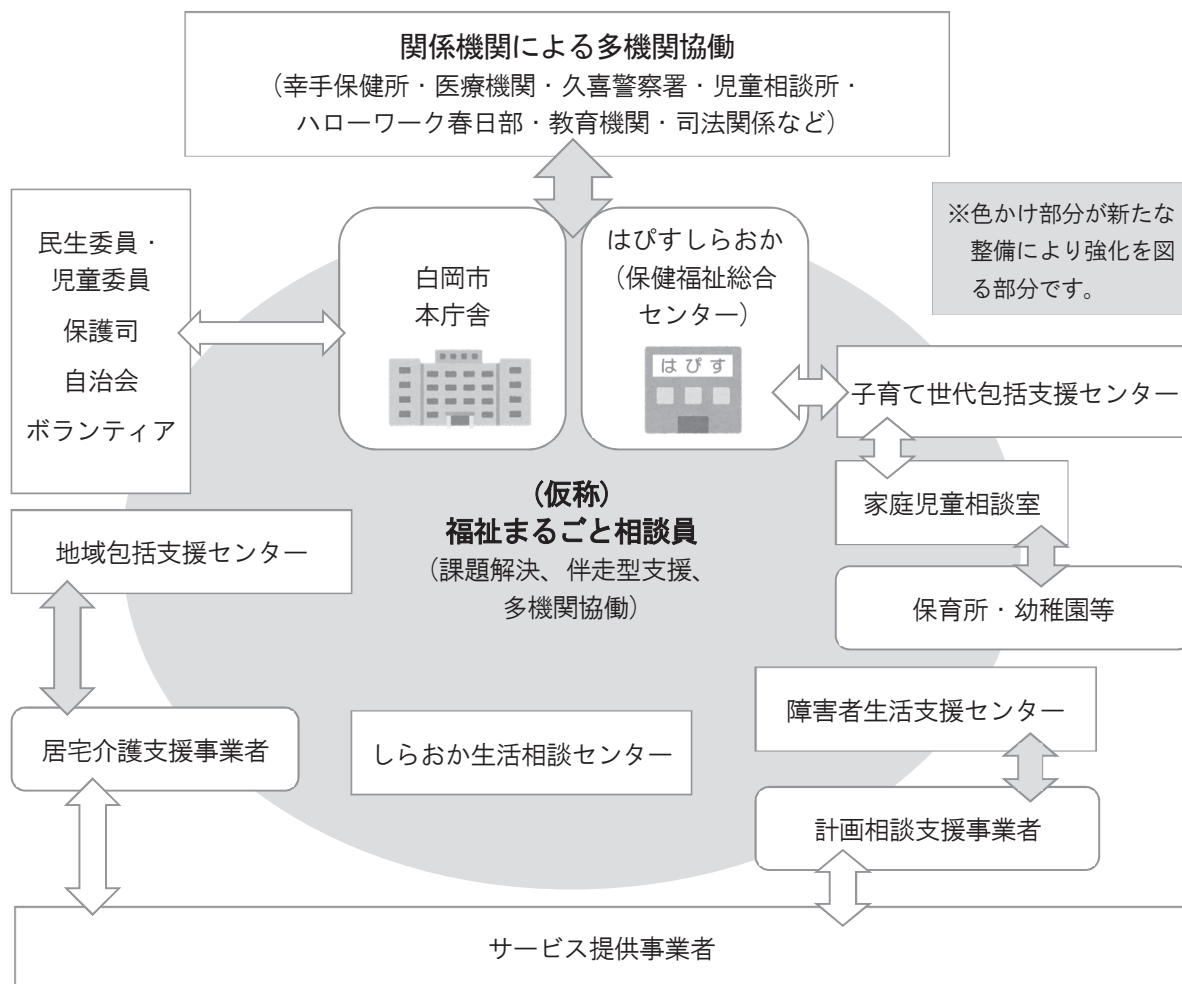 関係機関による多機関協働
（幸手保健所・医療機関・久喜警察署・児童相談所・
ハローワーク春日部・教育機関・司法関係など）
※色かけ部分が新たな
整備により強化を図
る部分です。
民生委員・
児童委員
保護司
自治会
ボランティア
白岡市
本庁舎
はぴすしらおか
（保健福祉総合
センター）
はぴす
子育て世代包括支援センター
家庭児童相談室
保育所・幼稚園等
（仮称）
福祉まるごと相談員
（課題解決、伴走型支援、
多機関協働）
地域包括支援センター
居宅介護支援事業者
しらおか生活相談センター
障害者生活支援センター
計画相談支援事業者
サービス提供事業者